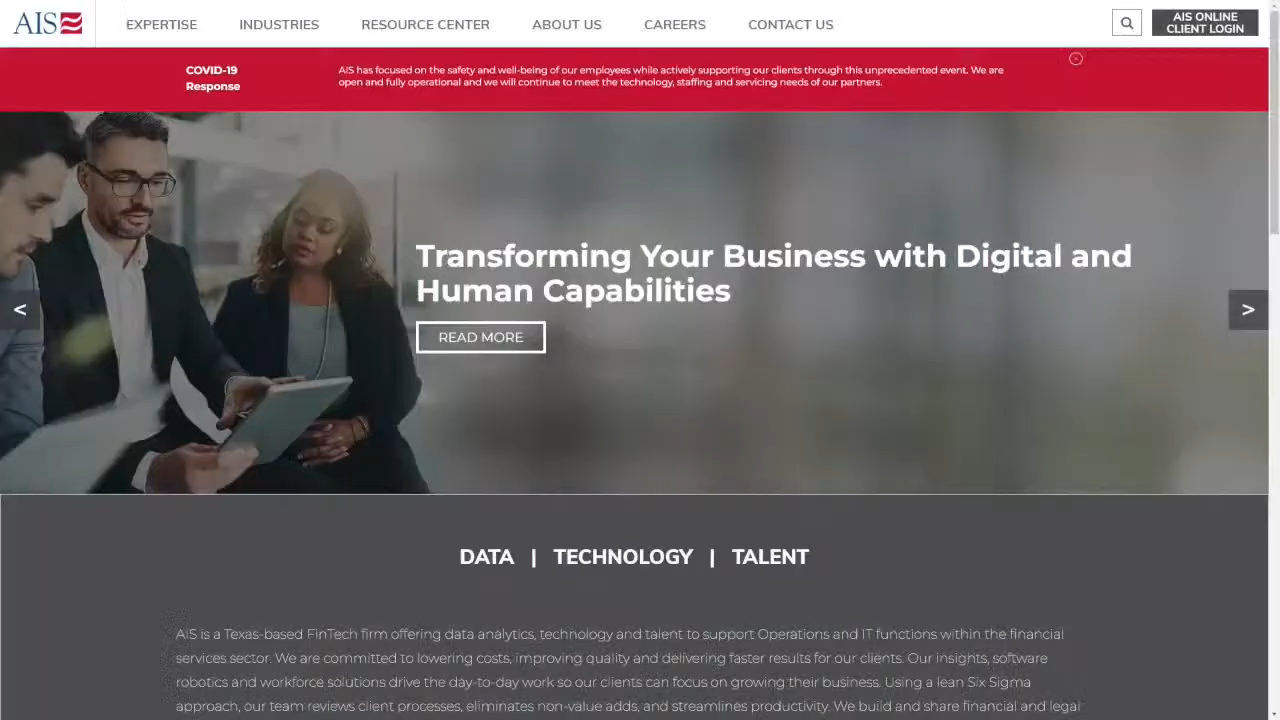 AIS
EXPERTISE
INDUSTRIES
RESOURCE CENTER
ABOUT US
CAREERS
CONTACT US
AIS ONLINE
CLIENT LOGIN
COVID-19
Response
AIS has focused on the safety and well-being of our employees while actively supporting our clients through this unprecedented event. We are
open and fully operational and we will continue to meet the technology, staffing and servicing needs of our partners.
Transforming Your Business with Digital and
Human Capabilities
<
>
READ MORE
DATA | TECHNOLOGY | TALENT
AIS is a Texas-based FinTech firm offering data analytics, technology and talent to support Operations and IT functions within the financial
services sector. We are committed to lowering costs, improving quality and delivering faster results for our clients. Our insights, software
robotics and workforce solutions drive the day-to-day work so our clients can focus on growing their business. Using a lean Six Sigma
approach, our team reviews client processes, eliminates non-value adds, and streamlines productivity. We build and share financial and legal